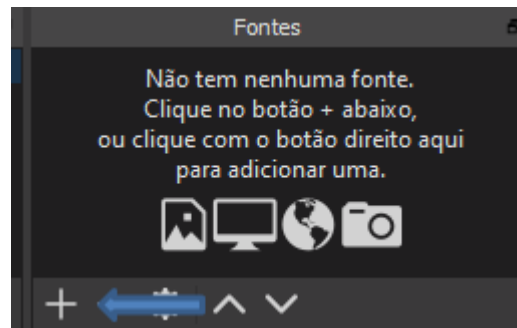 Fontes
Não tem nenhuma fonte.
Clique no botão + abaixo,
ou clique com o botão direito aqui
para adicionar uma.